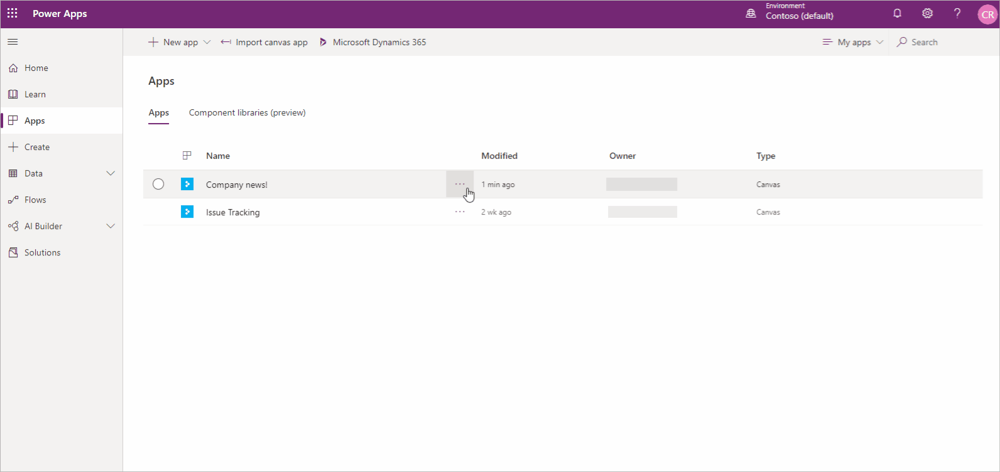 Power Apps
Environment
Contoso (default)
?
CR
New app
Import canvas app
Microsoft Dynamics 365
My apps
Search
Home
Learn
Apps
Create
Data
Flows
AI Builder
Solutions
Apps
Apps Component libraries (preview)
Name Modified Owner Type
Company news! ... 1 min ago Canvas
Issue Tracking ... 2 wk ago Canvas